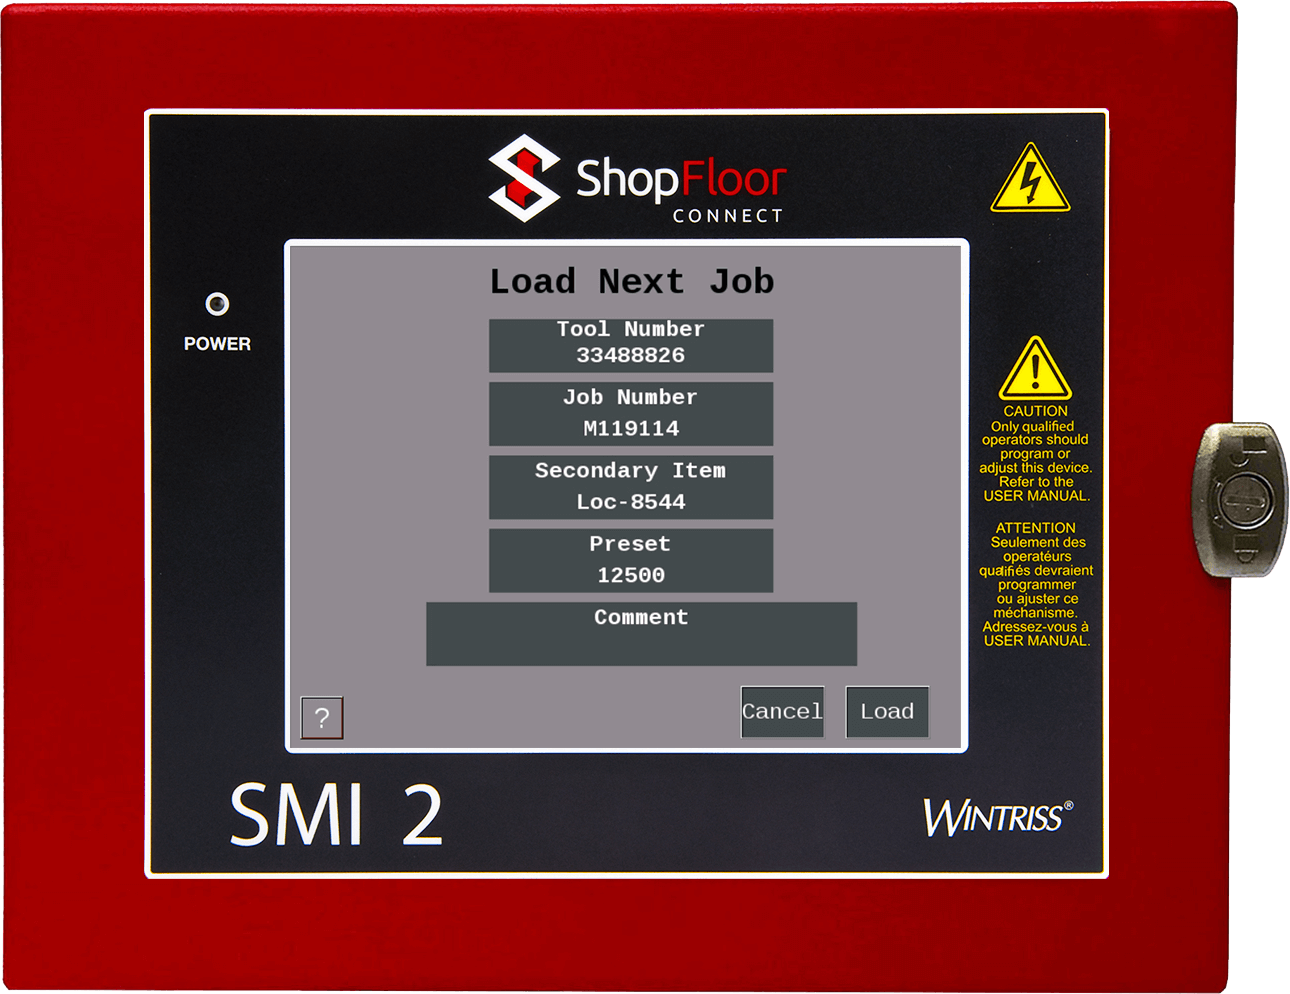 ShopFloor
CONNECT
POWER
Load Next Job
Tool Number
33488826
Job Number
M119114
Secondary Item
Loc-8544
Preset
12500
Comment
?
Cancel
Load
CAUTION
Only qualified
operators should
program or
adjust this device.
Refer to the
USER MANUAL.
ATTENTION
Seulement des
operatéurs
qualifiés devraient
programmer
ou ajuster ce
méchanisme.
Adressez-vous à
USER MANUAL.
SMI 2
WINTRISS®